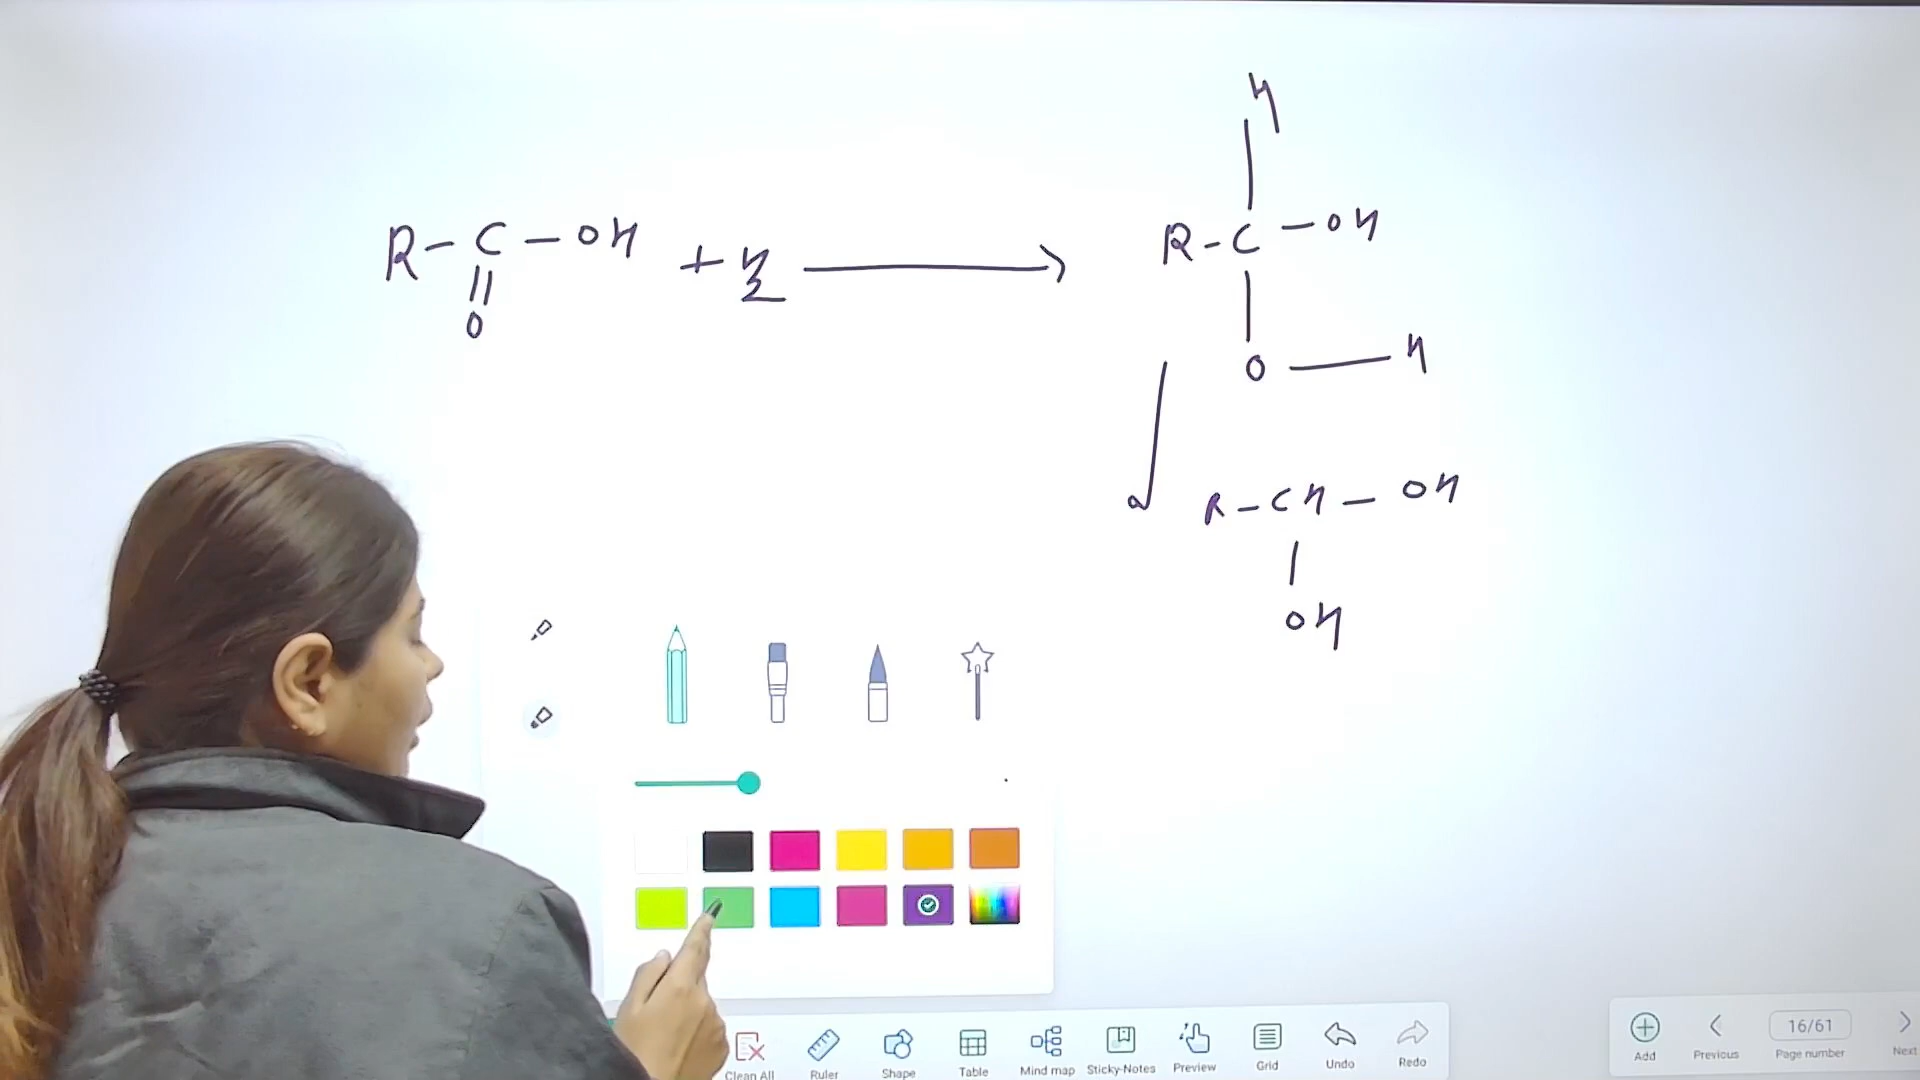 H
R - C - OH + H2 → R - C - OH
|| |
O O - H
R - CH - OH
|
OH
Clean All Ruler Shape Table Mind map Sticky-Notes Preview Grid Undo Redo
Add Previous 16/61 Page number Next